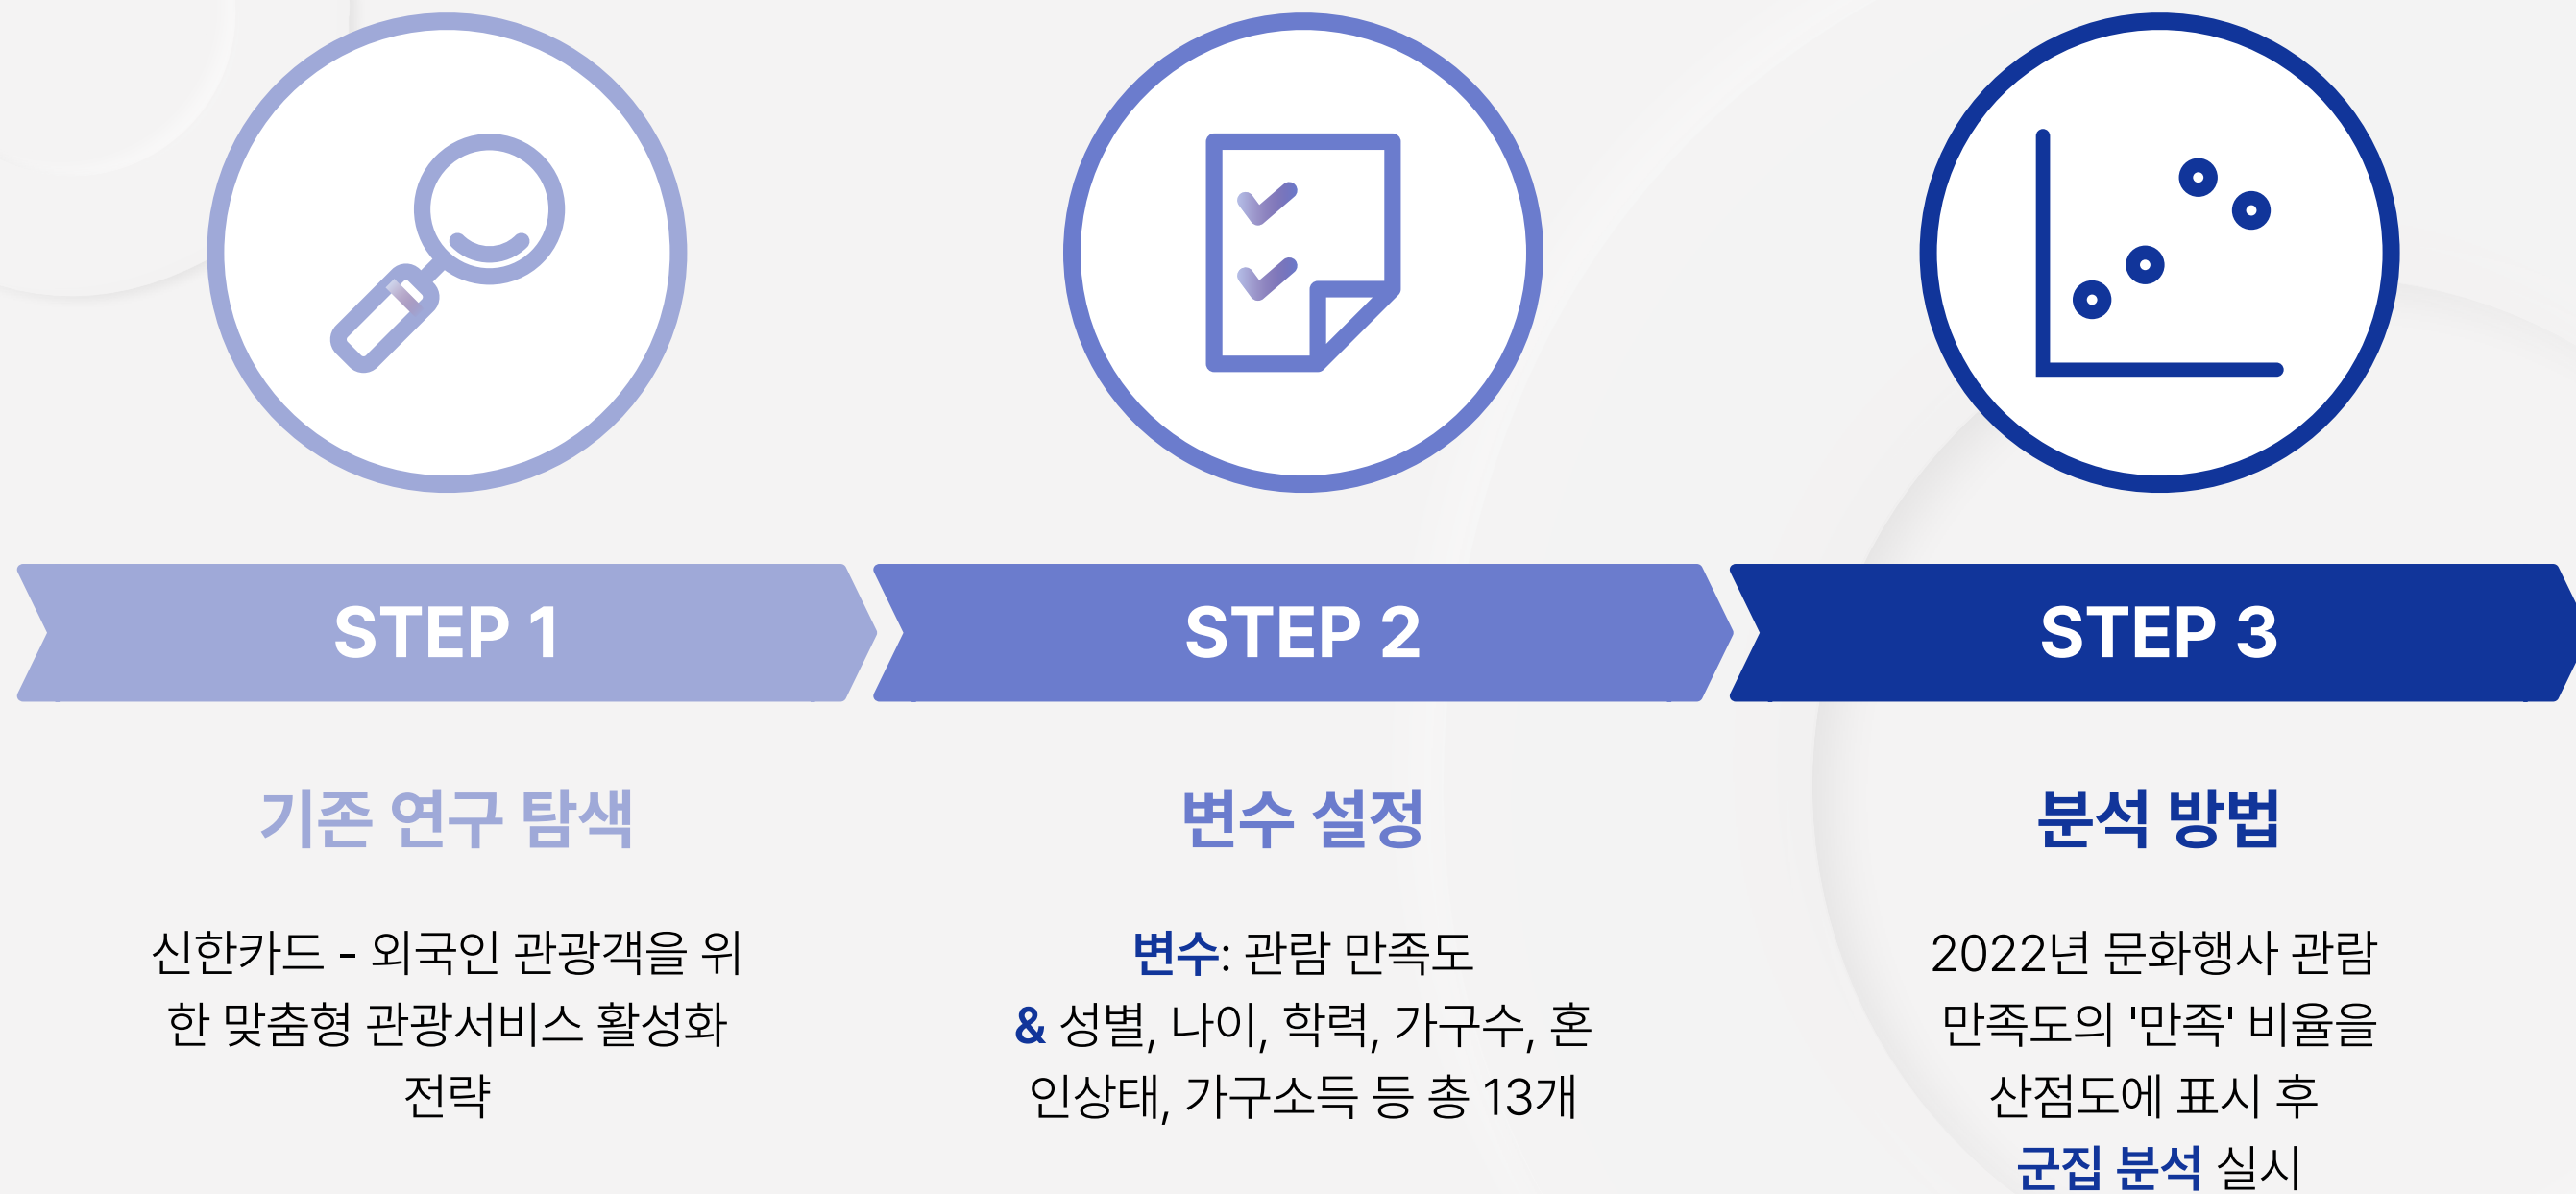 STEP 1
STEP 2
STEP 3
기존 연구 탐색
신한카드 - 외국인 관광객을 위
한 맞춤형 관광서비스 활성화
전략
변수 설정
변수: 관람 만족도
& 성별, 나이, 학력, 가구수, 혼
인상태, 가구소득 등 총 13개
분석 방법
2022년 문화행사 관람
만족도의 '만족' 비율을
산점도에 표시 후
군집 분석 실시